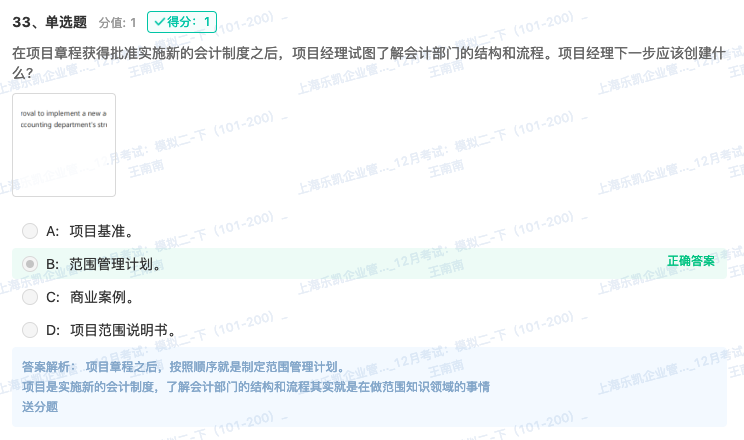 33、单选题 分值: 1 得分: 1
在项目章程获得批准实施新的会计制度之后，项目经理试图了解会计部门的结构和流程。项目经理下一步应该创建什
么？
roval to implement a new a
ccounting department's stru
A: 项目基准。
B: 范围管理计划。
正确答案
C: 商业案例。
D: 项目范围说明书。
答案解析： 项目章程之后，按照顺序就是制定范围管理计划。
项目是实施新的会计制度，了解会计部门的结构和流程其实就是在做范围知识领域的事情
送分题
上海乐凯企业管..._12月考试：模拟二-下（101-200）_
王南南